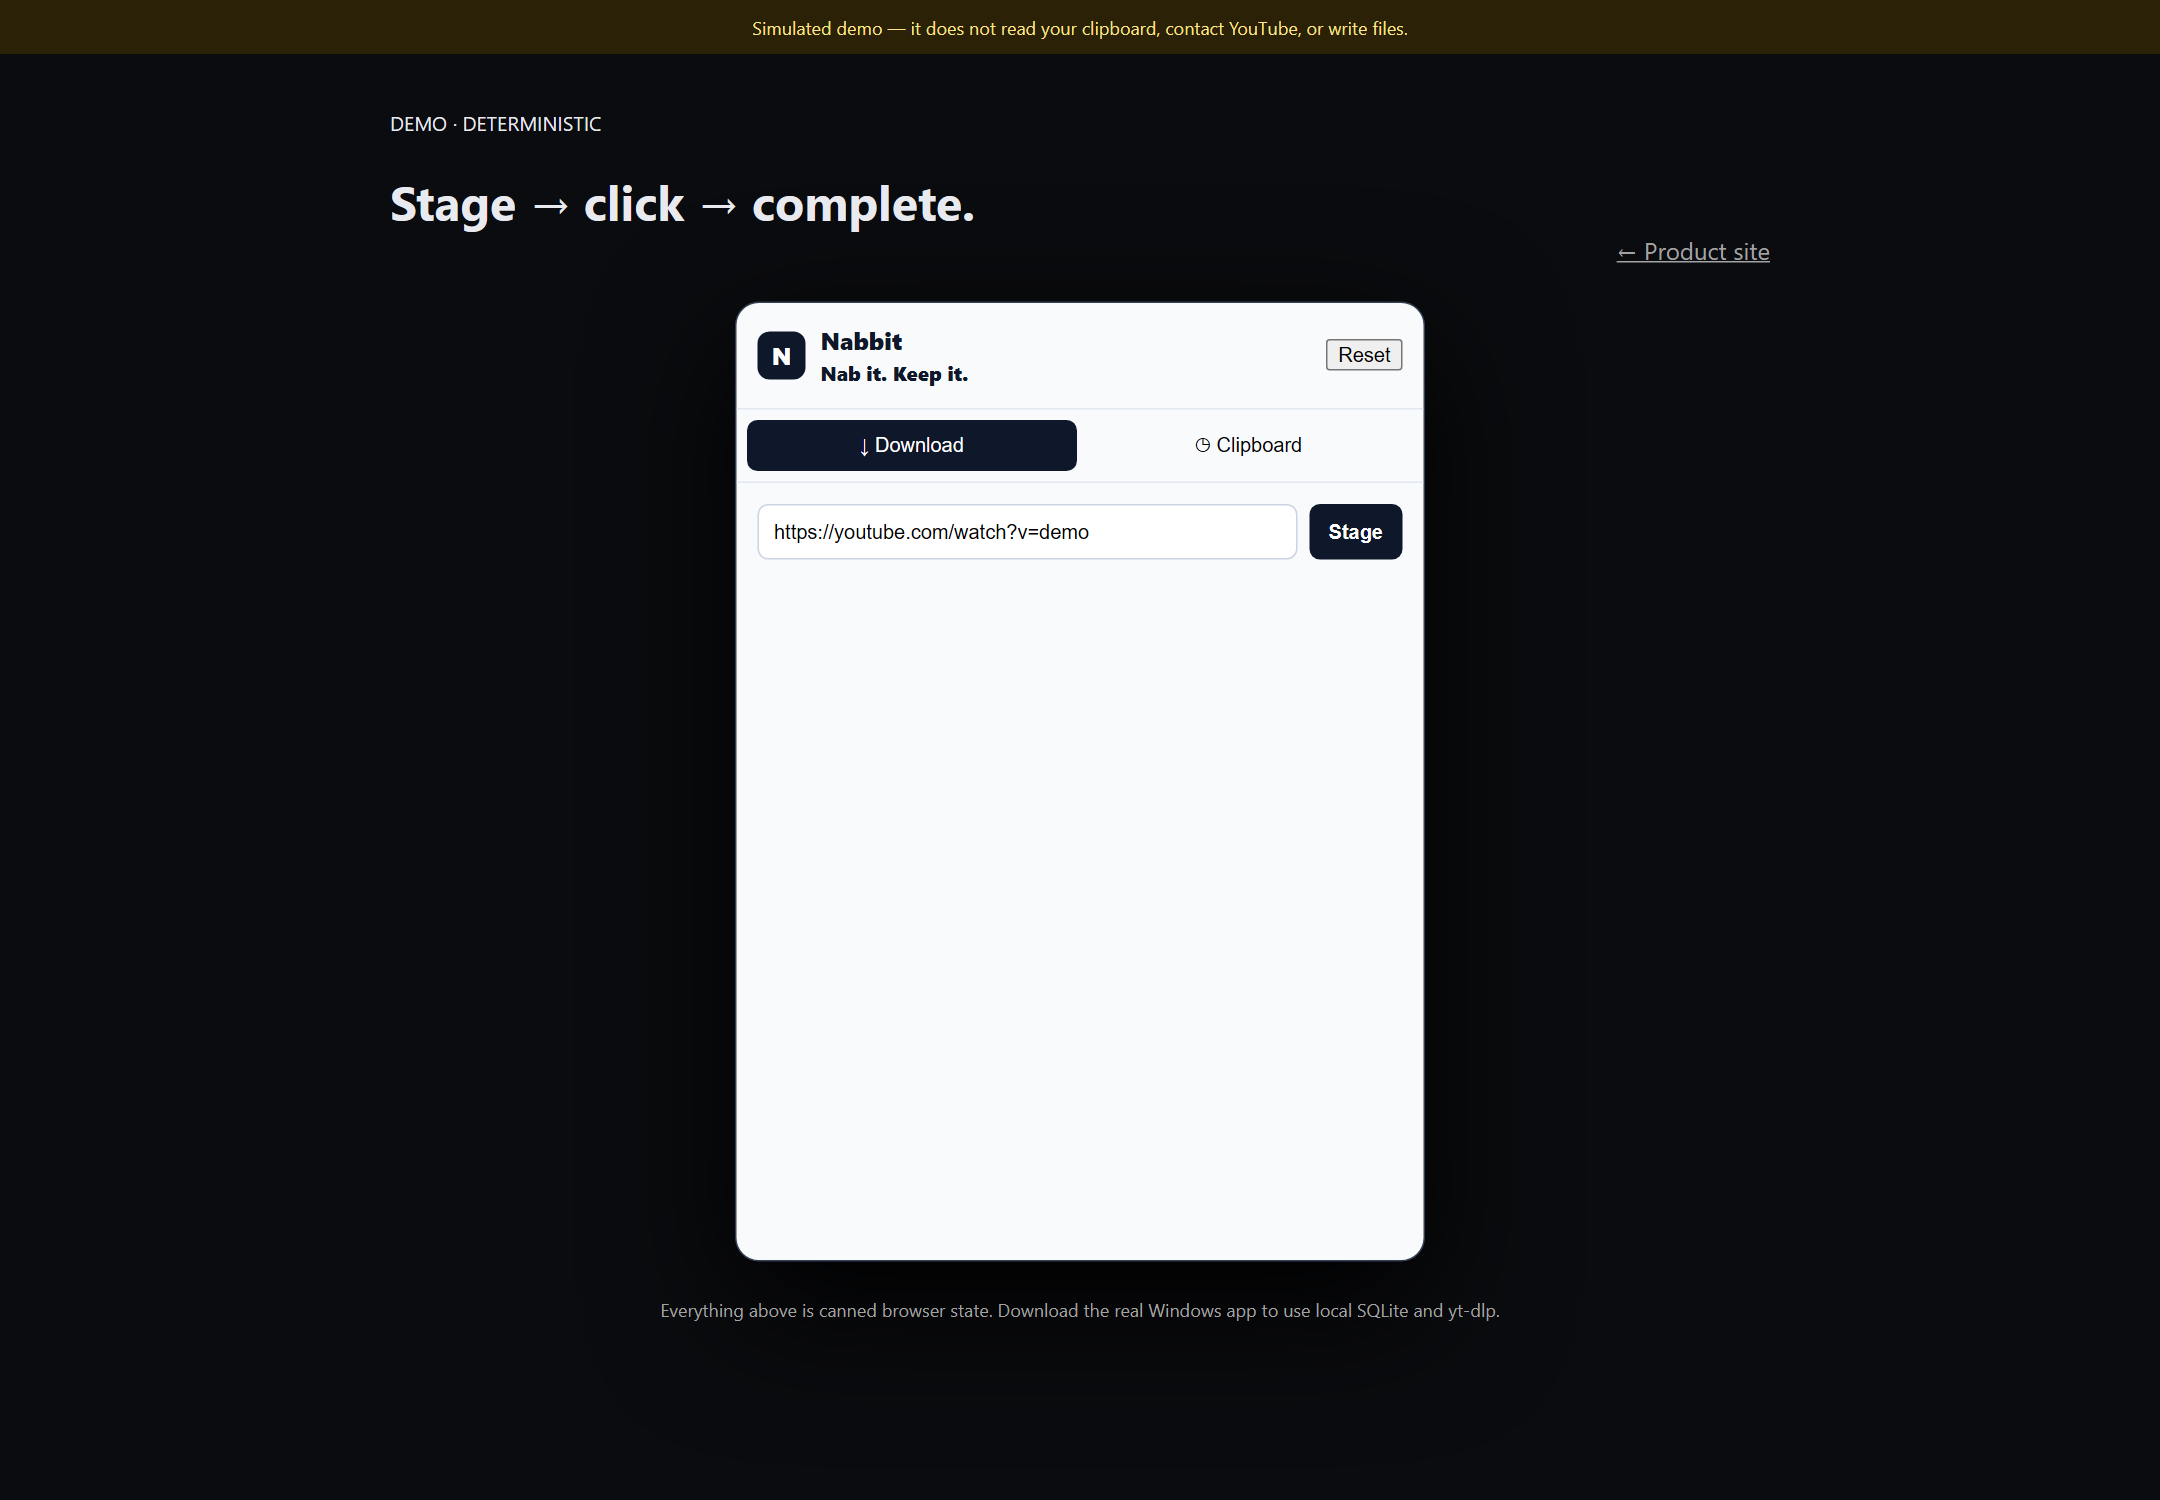 Simulated demo — it does not read your clipboard, contact YouTube, or write files.
DEMO · DETERMINISTIC
Stage → click → complete.
← Product site
N
Nabbit
Nab it. Keep it.
Reset
↓ Download
◷ Clipboard
https://youtube.com/watch?v=demo
Stage
Everything above is canned browser state. Download the real Windows app to use local SQLite and yt-dlp.